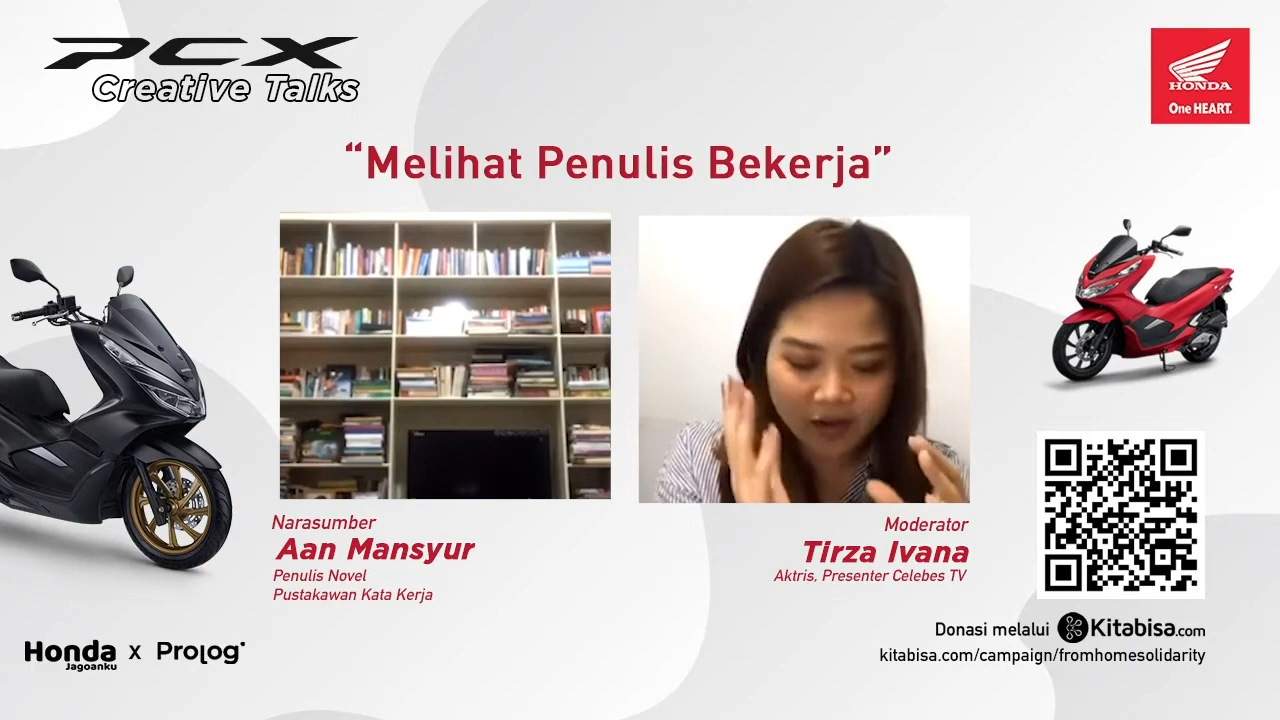 PCX
Creative Talks
HONDA
One HEART.
“Melihat Penulis Bekerja”
Narasumber
Aan Mansyur
Penulis Novel
Pustakawan Kata Kerja
Moderator
Tirza Ivana
Aktris, Presenter Celebes TV
Donasi melalui Kitabisa.com
kitabisa.com/campaign/fromhomesolidarity
Honda x Prolog
Jagoanku